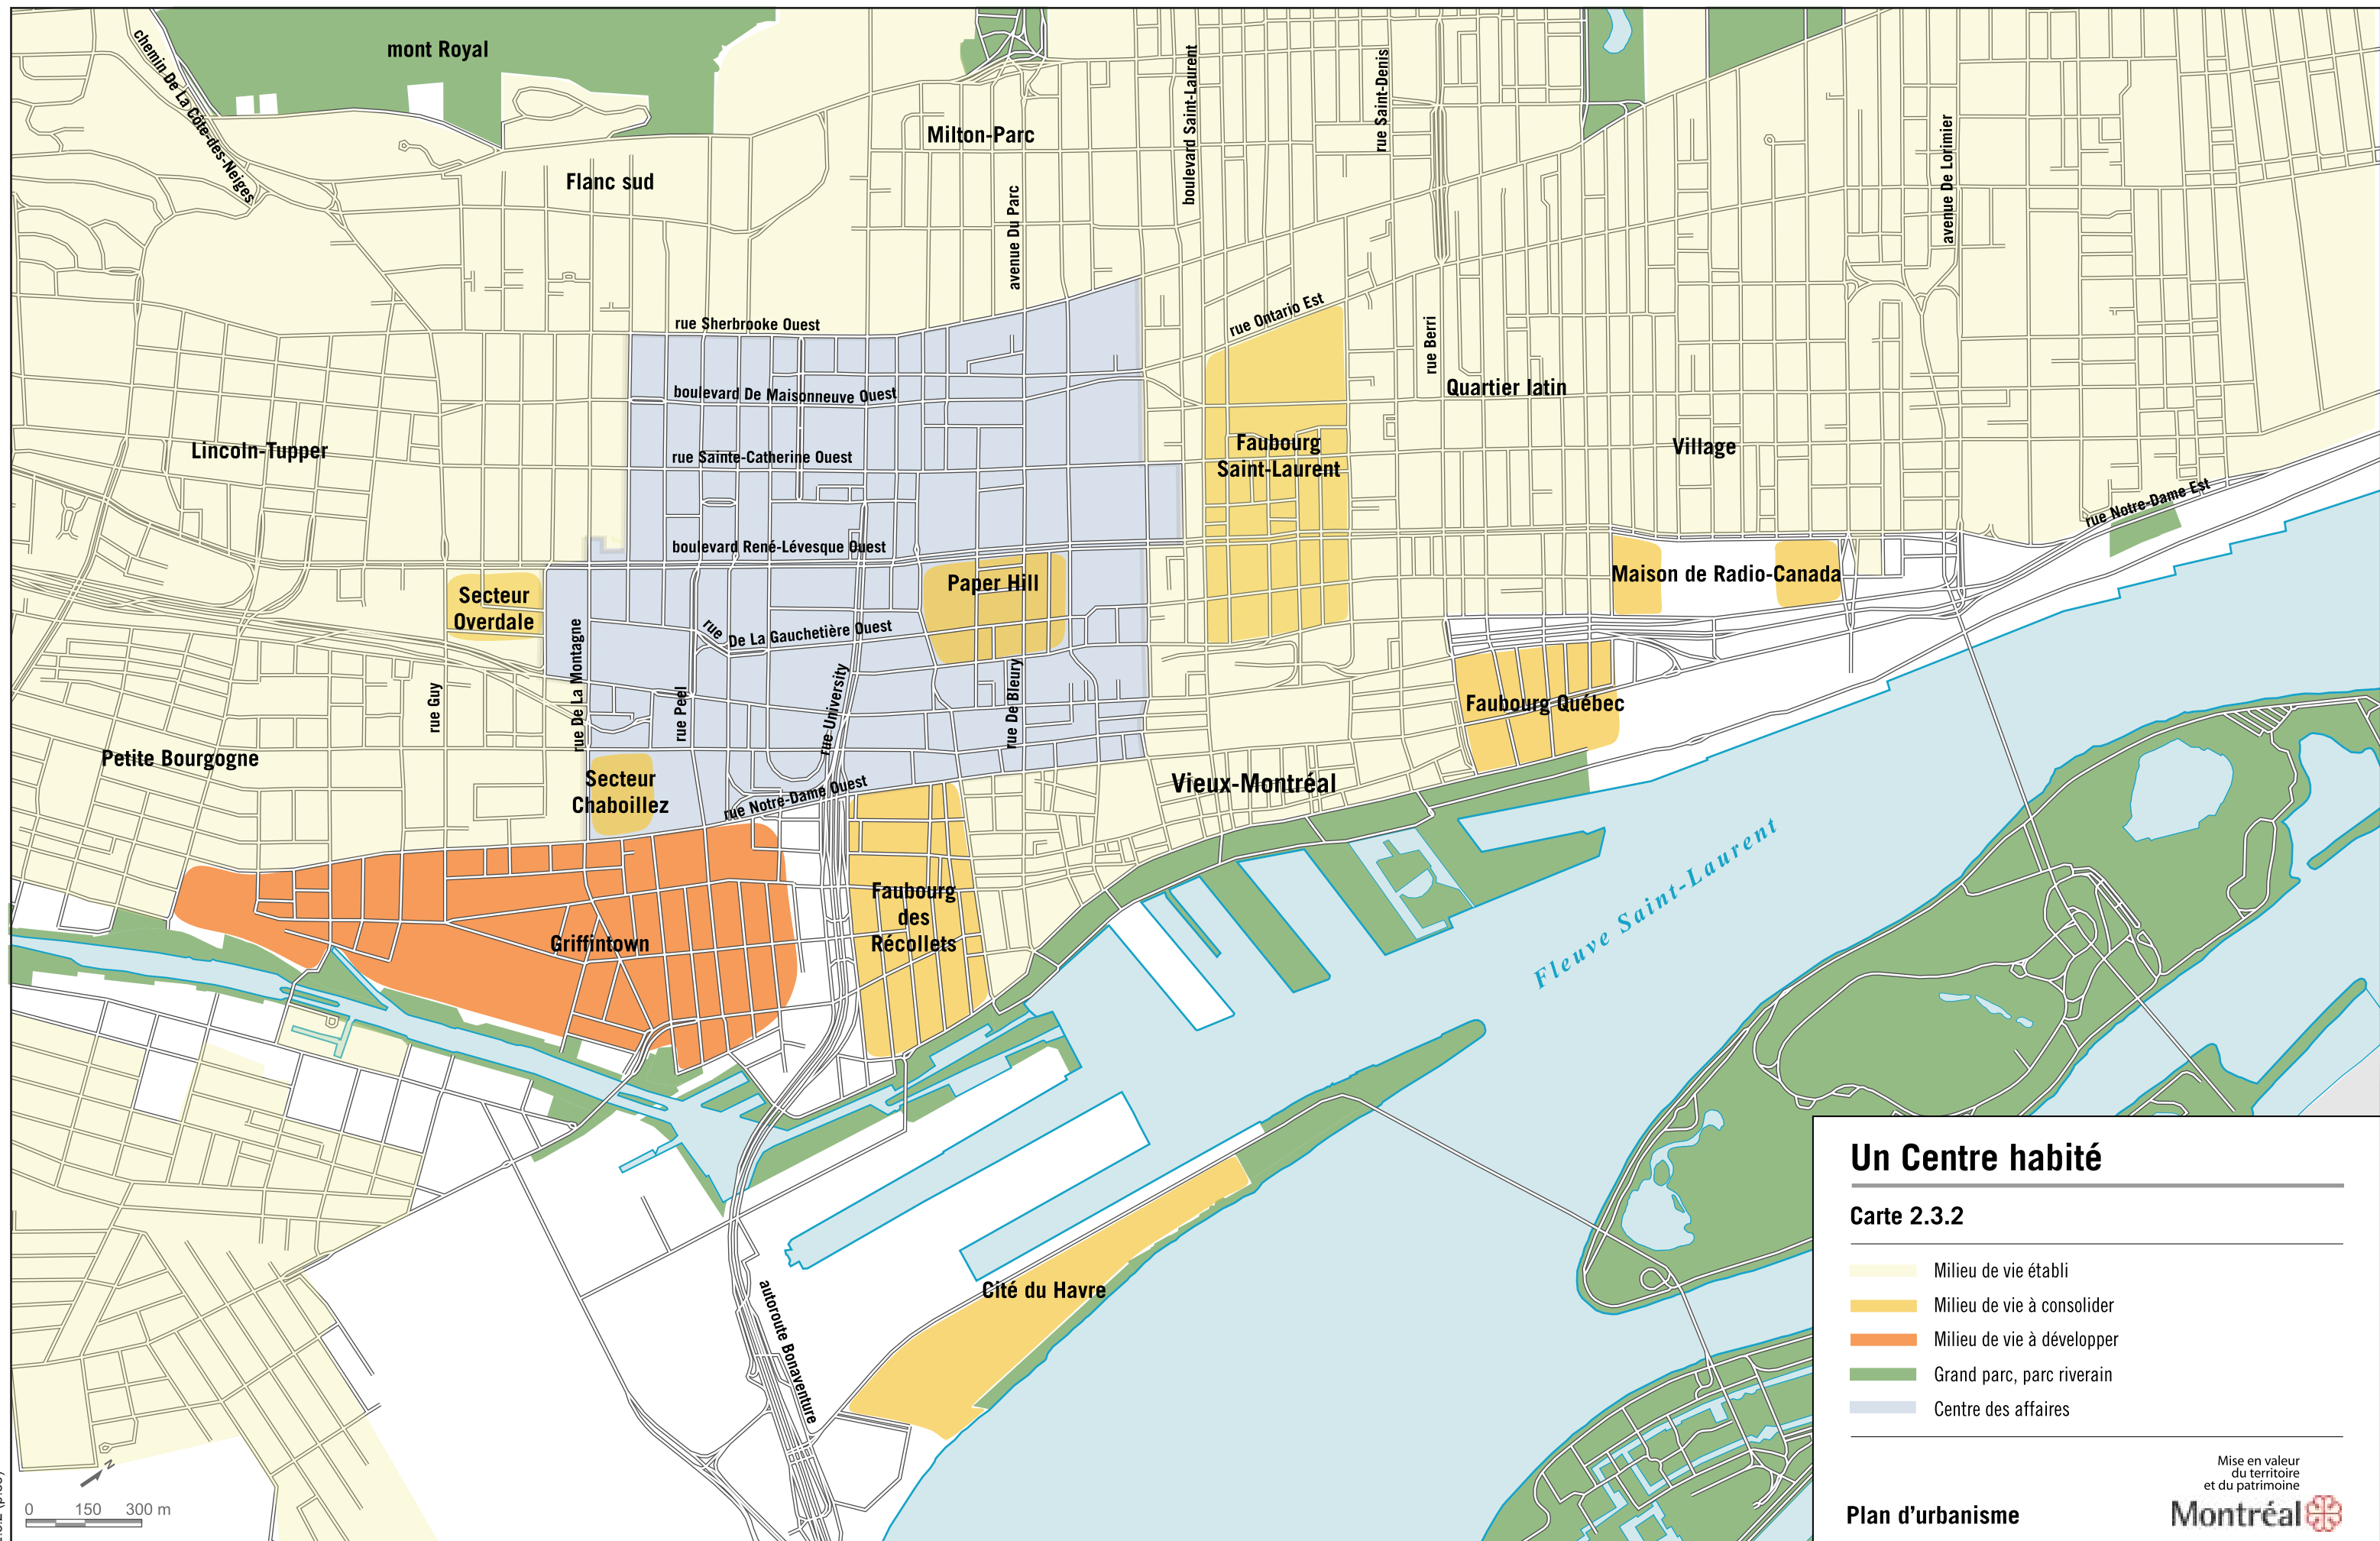 mont Royal
chemin De La Côte-des-Neiges
Flanc sud
Milton-Parc
boulevard Saint-Laurent
rue Saint-Denis
avenue De Lorimier
avenue Du Parc
rue Sherbrooke Ouest
rue Ontario Est
rue Berri
boulevard De Maisonneuve Ouest
Quartier latin
Lincoln-Tupper
rue Sainte-Catherine Ouest
Faubourg
Saint-Laurent
Village
rue Notre-Dame Est
boulevard René-Lévesque Ouest
Secteur
Overdale
Paper Hill
Maison de Radio-Canada
rue De La Gauchetière Ouest
rue De La Montagne
rue Guy
rue Peel
rue University
rue De Bleury
Faubourg Québec
Petite Bourgogne
Secteur
Chaboillez
rue Notre-Dame Ouest
Vieux-Montréal
Faubourg
des
Récollets
Griffintown
Fleuve Saint-Laurent
Cité du Havre
autoroute Bonaventure
N
0 150 300 m
Un Centre habité
Carte 2.3.2
Milieu de vie établi
Milieu de vie à consolider
Milieu de vie à développer
Grand parc, parc riverain
Centre des affaires
Mise en valeur
du territoire
et du patrimoine
Plan d'urbanisme
Montréal